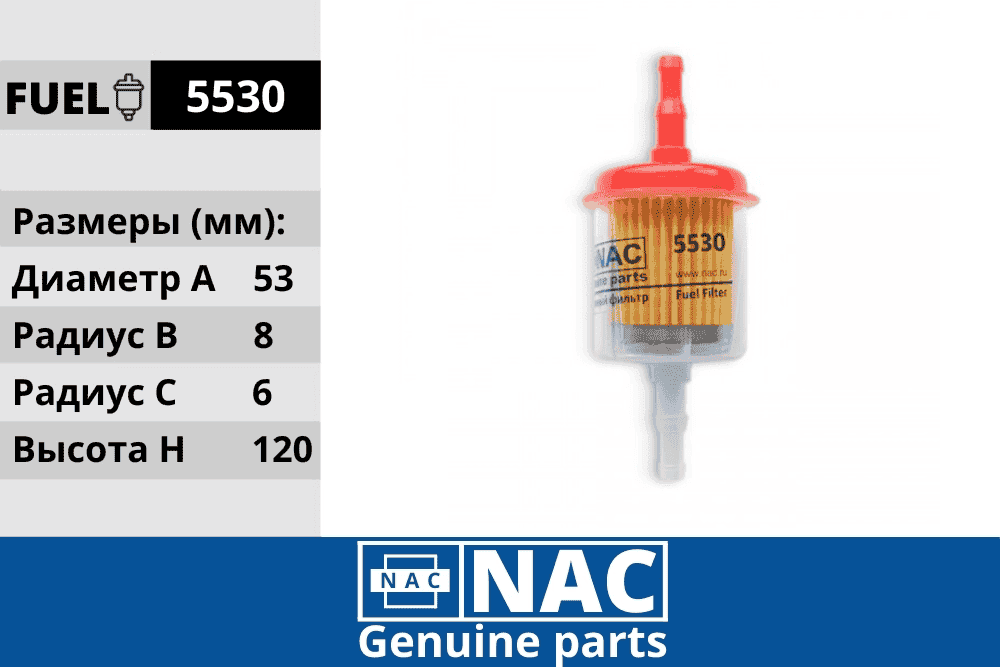 FUEL 5530
Размеры (мм):
Диаметр A 53
Радиус B 8
Радиус C 6
Высота H 120
NAC
5530
www.nac.ru
parts
фильтр
Fuel Filter
NAC NAC
Genuine parts